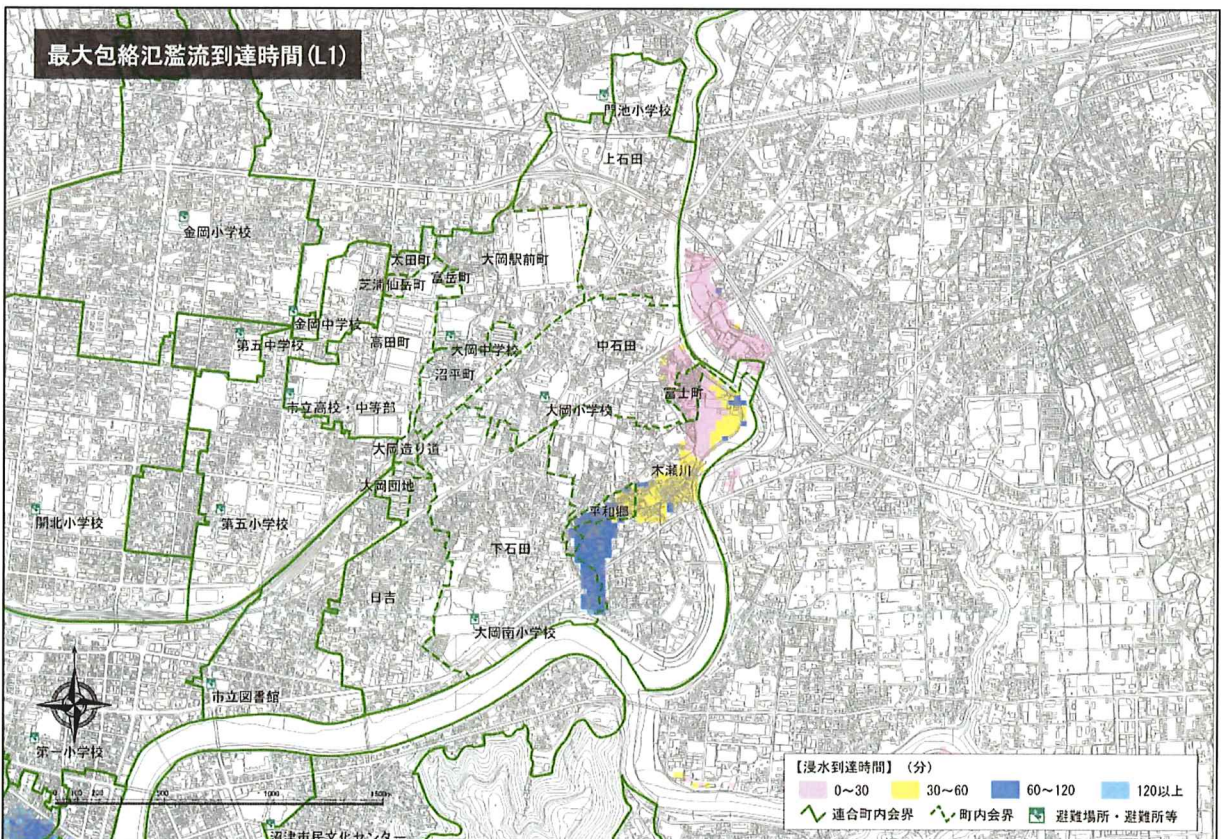 最大包絡氾濫流到達時間(L1)
門池小学校
上石田
金岡小学校
太田町
大岡駅前町
富岳町
芝浦仙岳町
金岡中学校
第五中学校
高田町
大岡中学校
中石田
沼平町
富士町
市立高校・中等部
大岡小学校
大岡造り道
木瀬川
大岡団地
平和郷
開北小学校
第五小学校
下石田
日吉
大岡南小学校
市立図書館
第一小学校
沼津市民文化センター
0 100 200 500 1000 1500m
【浸水到達時間】(分)
0~30 30~60 60~120 120以上
連合町内会界 町内会界 避難場所・避難所等